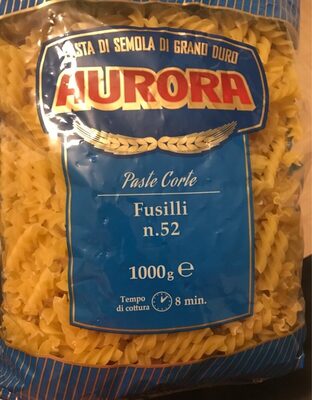 PASTA DI SEMOLA DI GRANO DURO
AURORA
Paste Corte
Fusilli
n.52
1000g ℮
Tempo
di cottura 8 min.